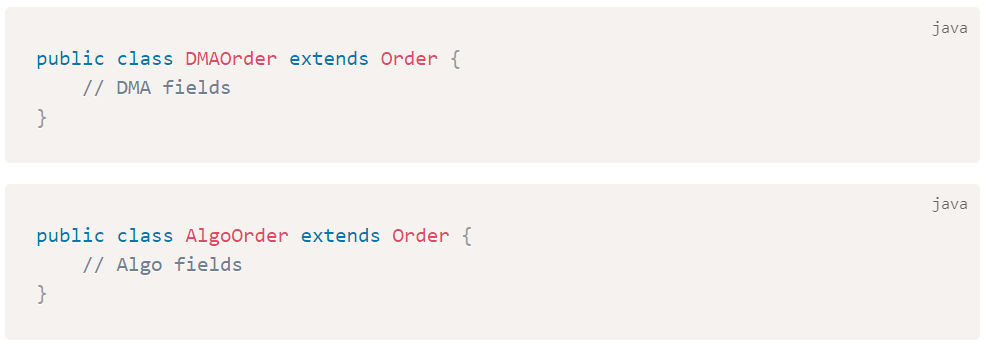 java
public class DMAOrder extends Order {
    // DMA fields
}
java
public class AlgoOrder extends Order {
    // Algo fields
}